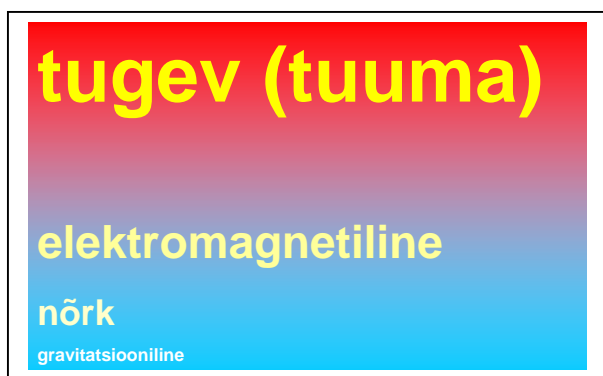 tugev (tuuma)
elektromagnetiline
nõrk
gravitatsiooniline